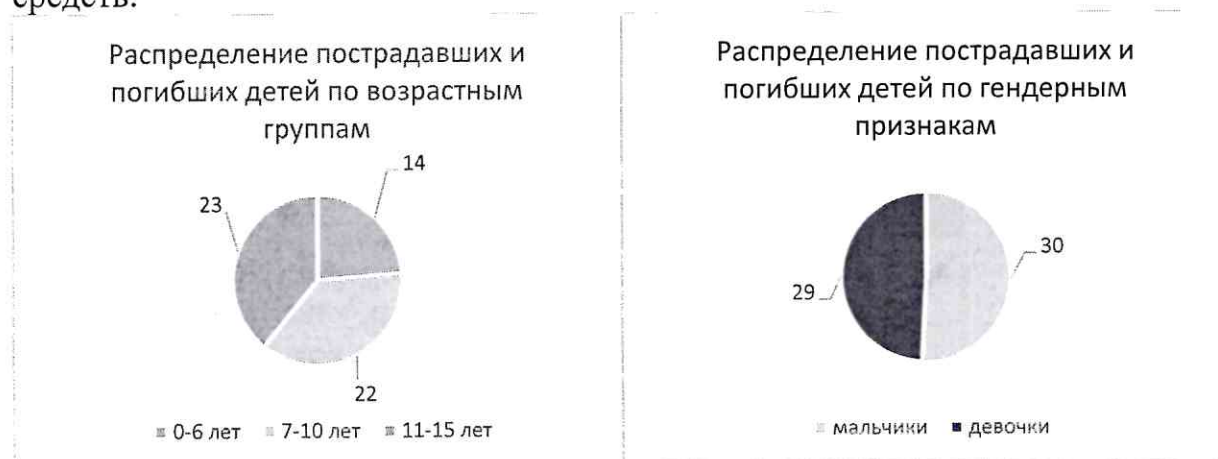 средств.
Распределение пострадавших и
погибших детей по возрастным
группам
14
23
22
0-6 лет 7-10 лет 11-15 лет
Распределение пострадавших и
погибших детей по гендерным
признакам
30
29
мальчики девочки